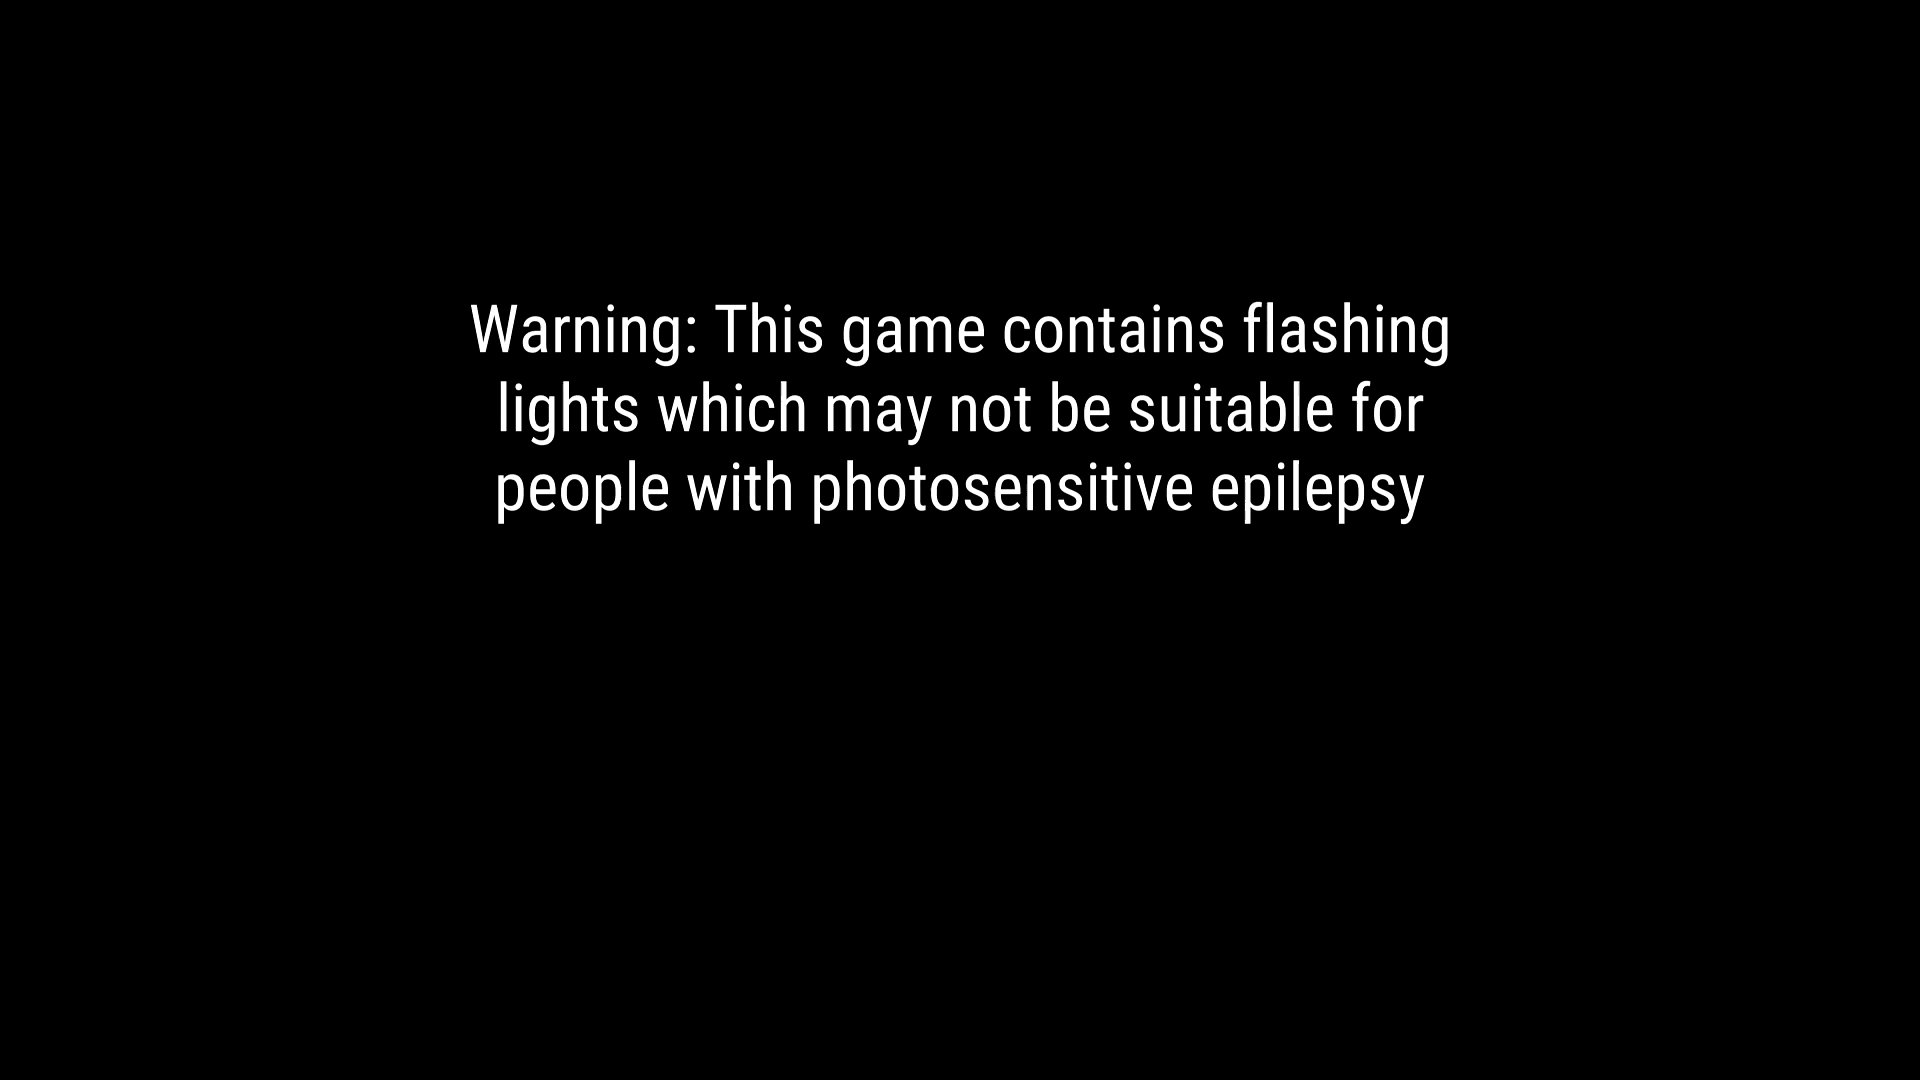 Warning: This game contains flashing
lights which may not be suitable for
people with photosensitive epilepsy